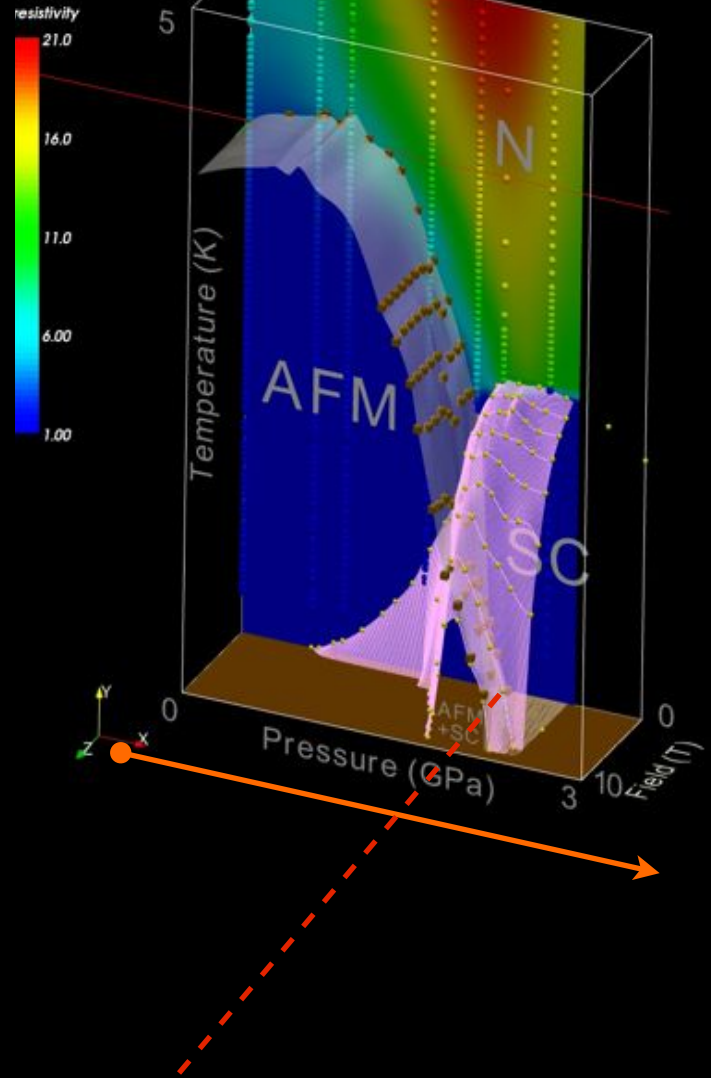 resistivity
21.0
16.0
11.0
6.00
1.00
5
Temperature (K)
N
AFM
SC
AFM
+SC
Y
X
Z
0
Pressure (GPa)
3
10
Field (T)
0